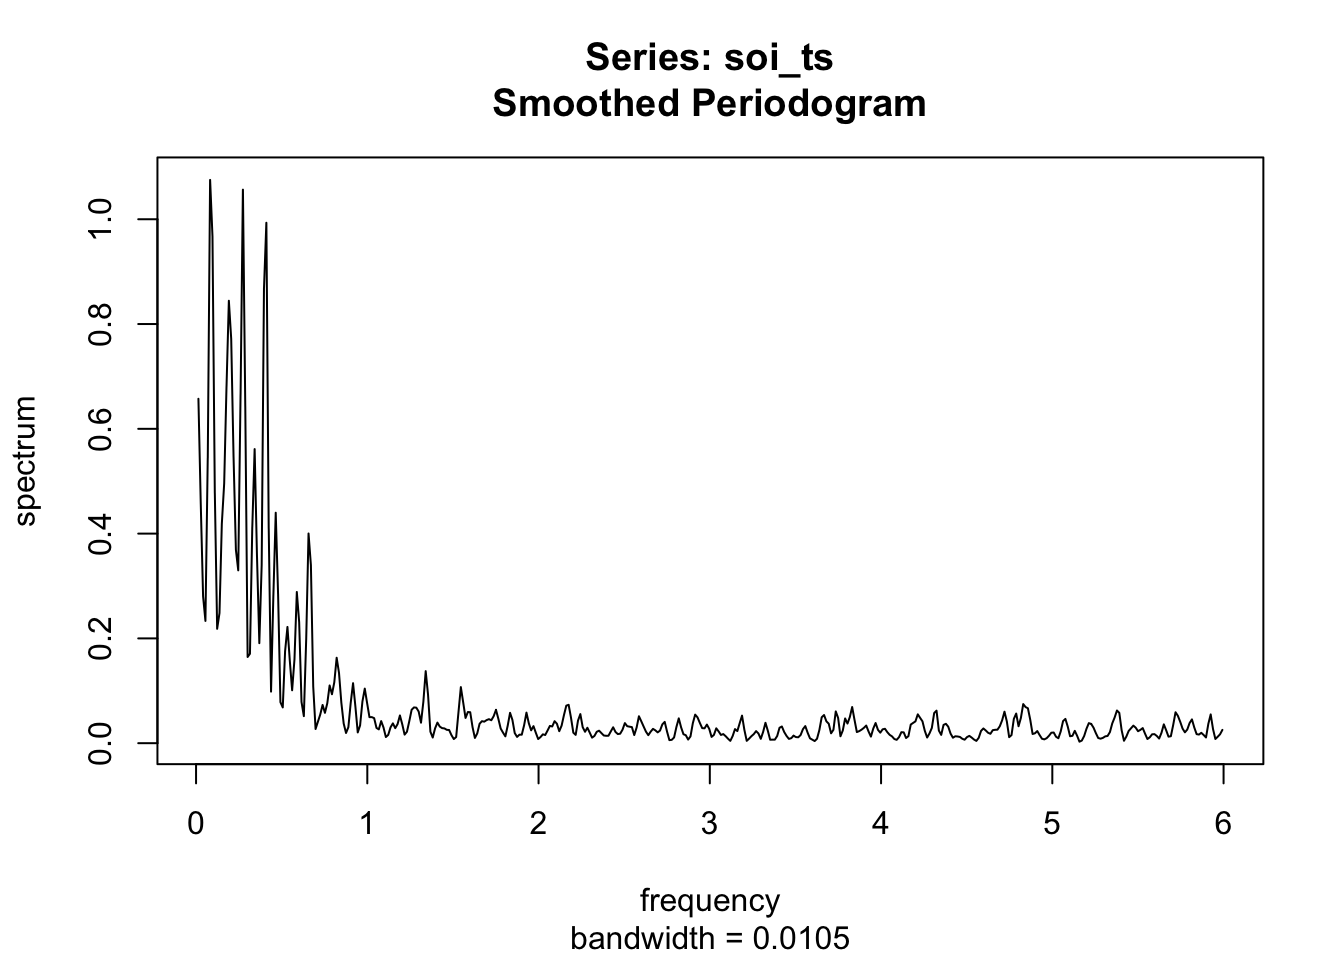 Series: soi_ts
Smoothed Periodogram
spectrum
1.0
0.8
0.6
0.4
0.2
0.0
0 1 2 3 4 5 6
frequency
bandwidth = 0.0105